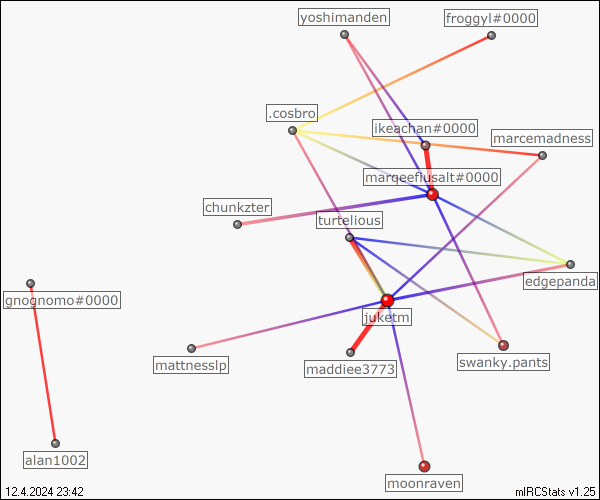 yoshimanden
froggyl#0000
.cosbro
ikeachan#0000
marcemadness
marqeeflusalt#0000
chunkzter
turtelious
edgepanda
gnognomo#0000
juketm
mattnesslp
maddiee3773
swanky.pants
alan1002
moonraven
12.4.2024 23:42
mIRCStats v1.25